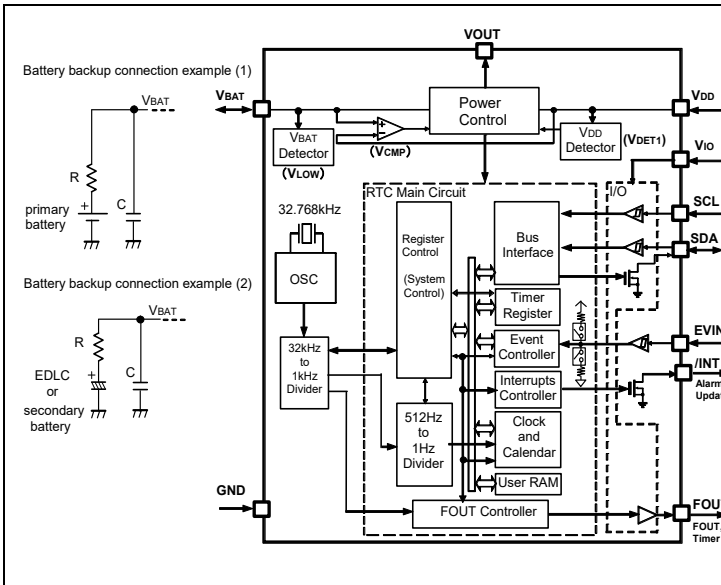 VOUT
Battery backup connection example (1)
VBAT
R
+
C
primary
battery
Battery backup connection example (2)
VBAT
R
+
C
EDLC
or
secondary
battery
VBAT
VDD
Power
Control
+
−
VBAT
Detector
(VLOW)
(VCMP)
VDD
Detector
(VDET1)
VIO
I/O
SCL
SDA
RTC Main Circuit
32.768kHz
OSC
Register
Control
(System
Control)
Bus
Interface
Timer
Register
Event
Controller
EVIN
Interrupts
Controller
/INT
Alarm
Updat
32kHz
to
1kHz
Divider
512Hz
to
1Hz
Divider
Clock
and
Calendar
User RAM
GND
FOUT Controller
FOU
FOUT,
Timer